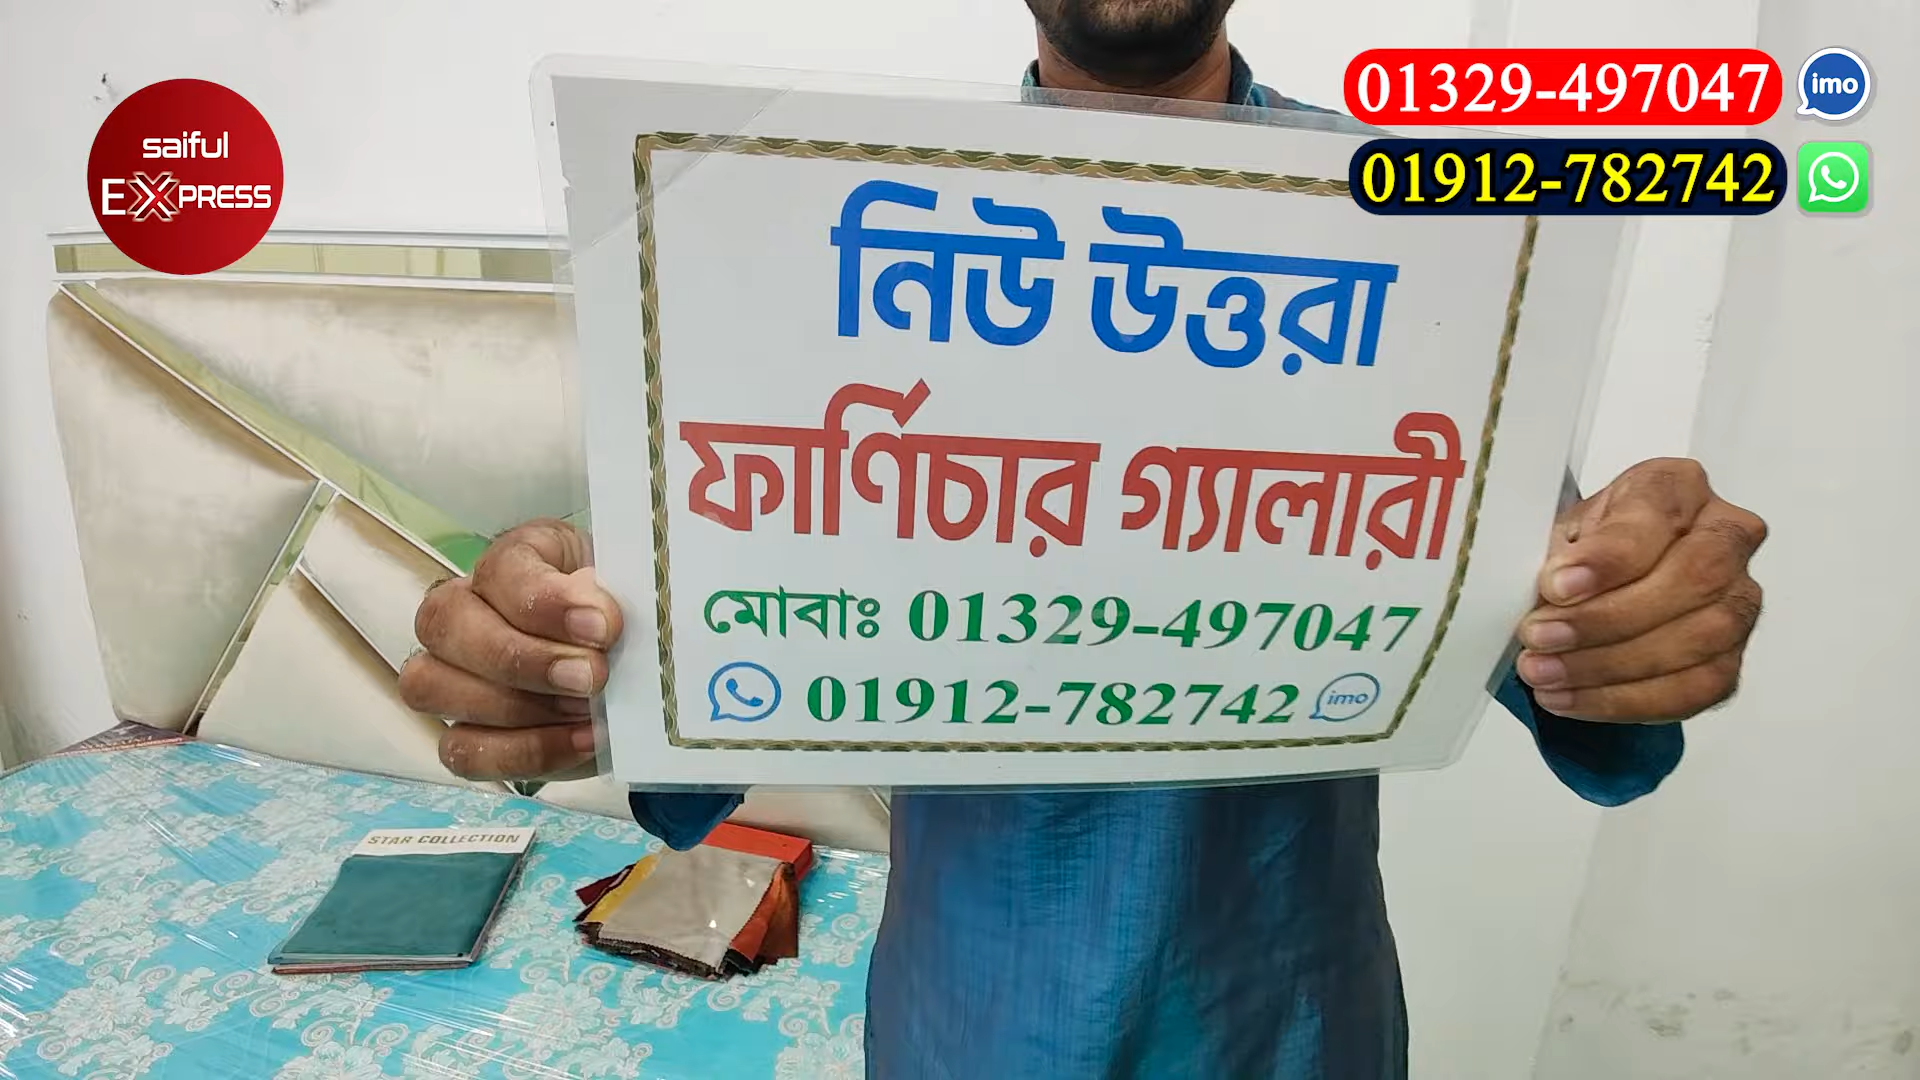 saiful
EXPRESS
01329-497047
imo
01912-782742
নিউ উত্তরা
ফার্ণিচার গ্যালারী
মোবাঃ 01329-497047
01912-782742 imo
STAR COLLECTION